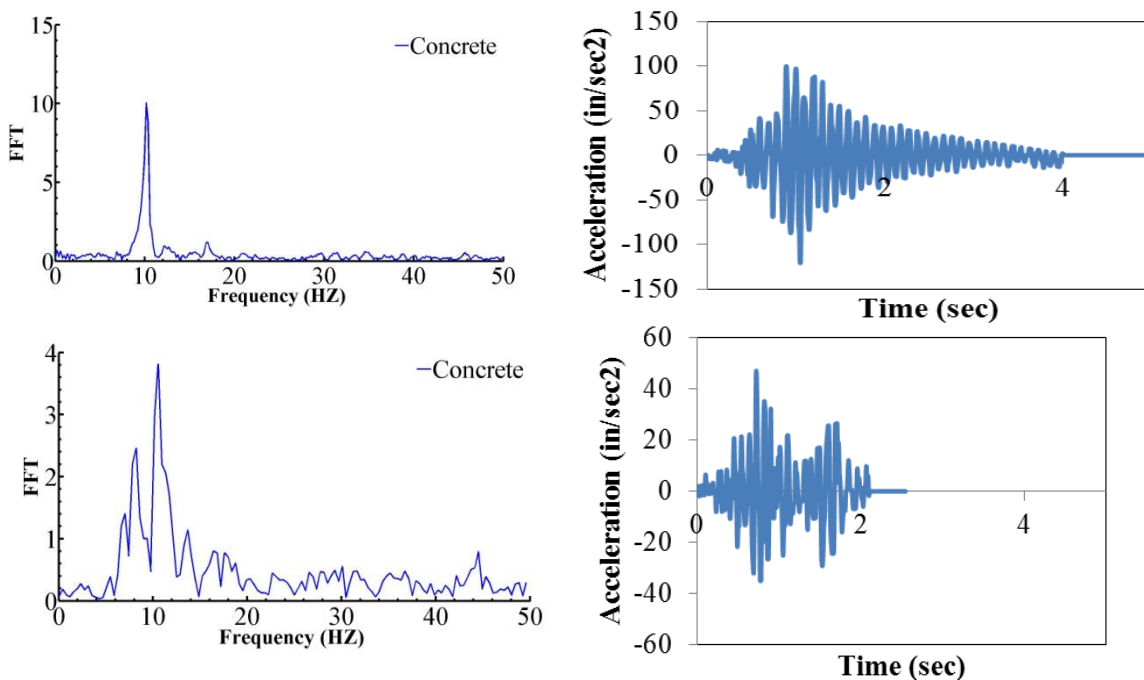 15
10
5
0
FFT
Concrete
0 10 20 30 40 50
Frequency (HZ)
150
100
50
0
-50
-100
-150
Acceleration (in/sec2)
0 2 4
Time (sec)
4
3
2
1
0
FFT
Concrete
0 10 20 30 40 50
Frequency (HZ)
60
40
20
0
-20
-40
-60
Acceleration (in/sec2)
0 2 4
Time (sec)